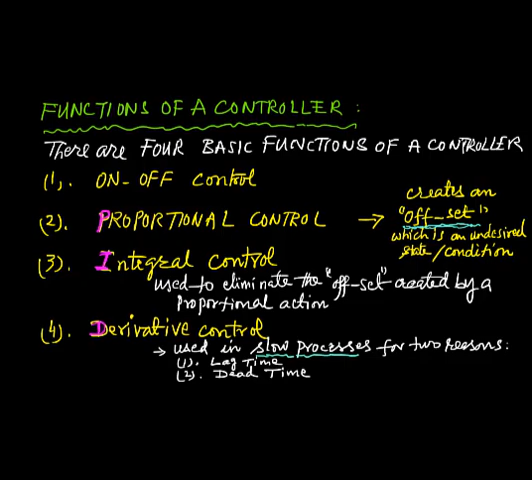 FUNCTIONS OF A CONTROLLER :
There are FOUR BASIC FUNCTIONS OF A CONTROLLER
(1). ON-OFF control
(2). PROPORTIONAL CONTROL → creates an
"Off-set"
which is an undesired
state/condition
(3). Integral control
used to eliminate the "off-set" created by a
Proportional action
(4). Derivative control
→ used in slow processes for two Reasons:
(1). Lag Time
(2). Dead Time